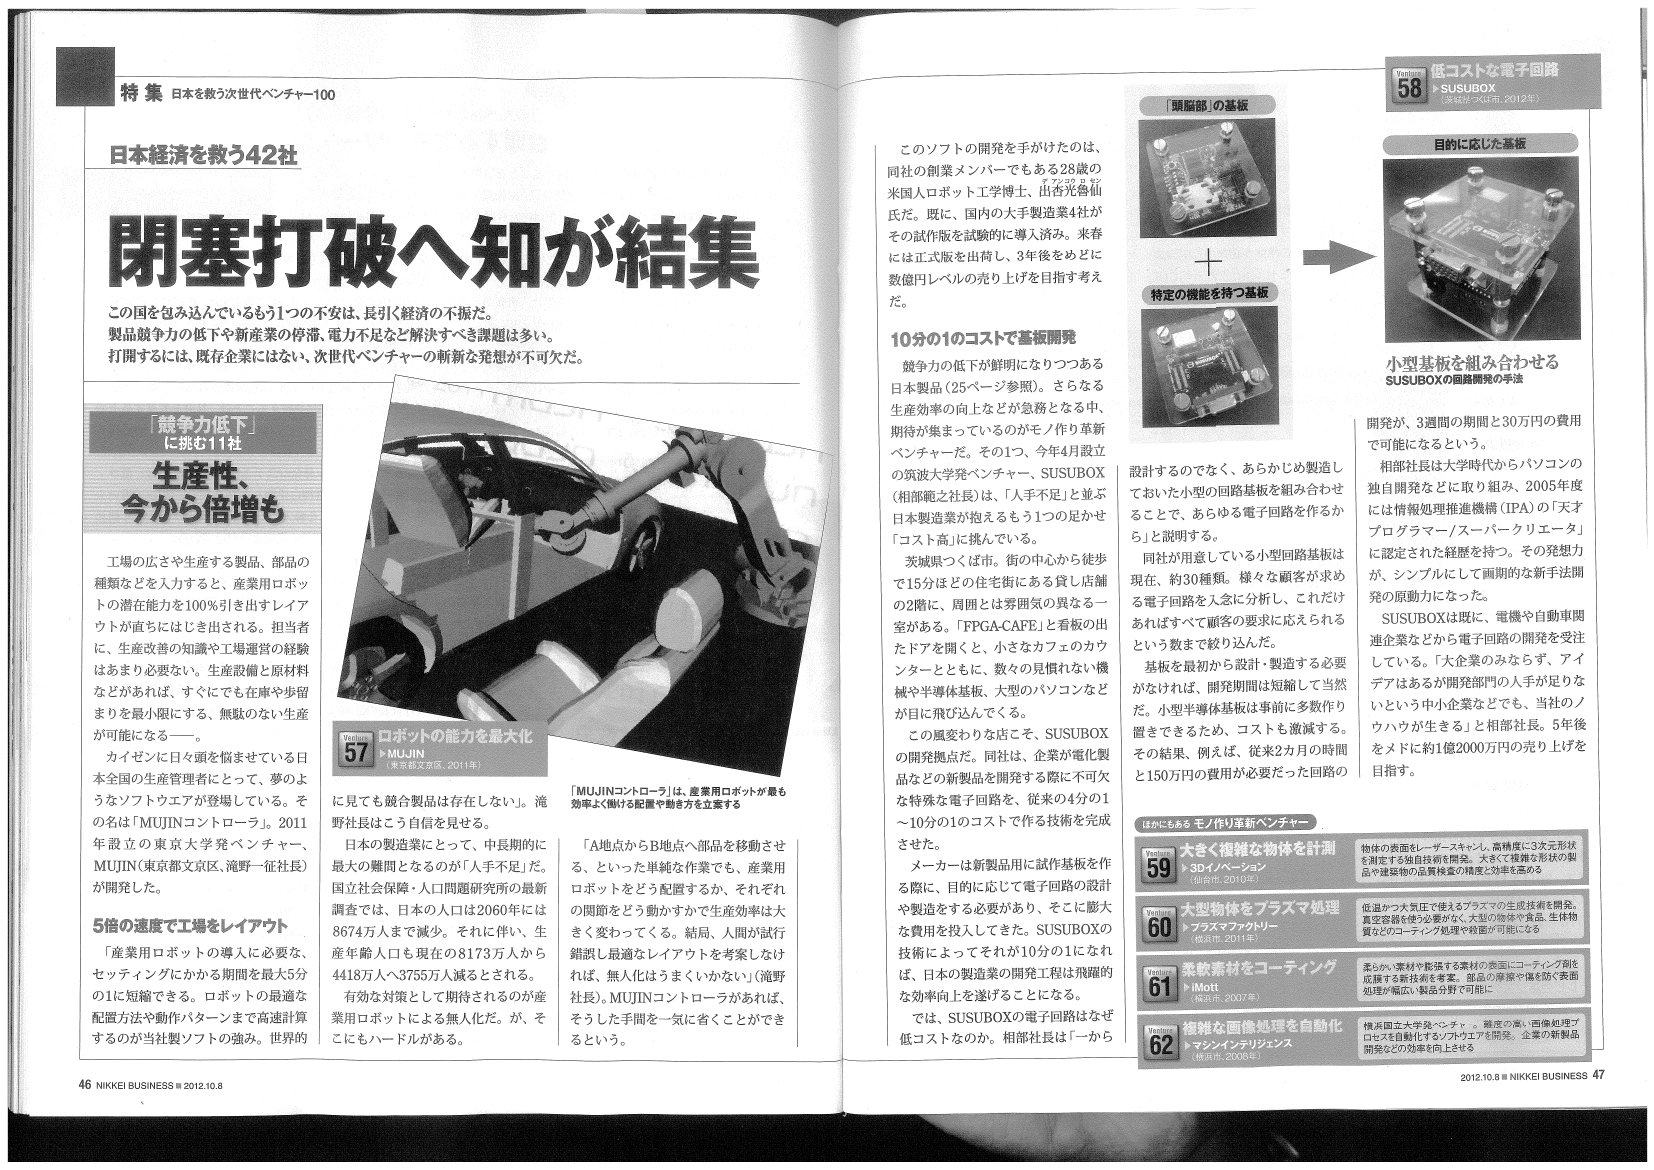 特集 日本を救う次世代ベンチャー100
日本経済を救う42社
閉塞打破へ知が結集
この国を包み込んでいるもう1つの不安は、長引く経済の不振だ。
製品競争力の低下や新産業の停滞、電力不足など解決すべき課題は多い。
打開するには、既存企業にはない、次世代ベンチャーの斬新な発想が不可欠だ。
「競争力低下」
に挑む11社
生産性、
今から倍増も
工場の広さや生産する製品、部品の
種類などを入力すると、産業用ロボッ
トの潜在能力を100%引き出すレイア
ウトが直ちにはじき出される。担当者
に、生産改善の知識や工場運営の経験
はあまり必要ない。生産設備と原材料
などがあれば、すぐにでも在庫や歩留
まりを最小限にする、無駄のない生産
が可能になる――。
カイゼンに日々頭を悩ませている日
本全国の生産管理者にとって、夢のよ
うなソフトウエアが登場している。そ
の名は「MUJINコントローラ」。2011
年設立の東京大学発ベンチャー、
MUJIN（東京都文京区、滝野一征社長）
が開発した。
5倍の速度で工場をレイアウト
「産業用ロボットの導入に必要な、
セッティングにかかる期間を最大5分
の1に短縮できる。ロボットの最適な
配置方法や動作パターンまで高速計算
するのが当社製ソフトの強み。世界的
Venture
57
ロボットの能力を最大化
▶MUJIN
（東京都文京区、2011年）
「MUJINコントローラ」は、産業用ロボットが最も
効率よく働ける配置や動き方を立案する
に見ても競合製品は存在しない」。滝
野社長はこう自信を見せる。
日本の製造業にとって、中長期的に
最大の難問となるのが「人手不足」だ。
国立社会保障・人口問題研究所の最新
調査では、日本の人口は2060年には
8674万人まで減少。それに伴い、生
産年齢人口も現在の8173万人から
4418万人へ3755万人減るとされる。
有効な対策として期待されるのが産
業用ロボットによる無人化だ。が、そ
こにもハードルがある。
「A地点からB地点へ部品を移動させ
る、といった単純な作業でも、産業用
ロボットをどう配置するか、それぞれ
の関節をどう動かすかで生産効率は大
きく変わってくる。結局、人間が試行
錯誤し最適なレイアウトを考案しなけ
れば、無人化はうまくいかない」（滝野
社長）。MUJINコントローラがあれば、
そうした手間を一気に省くことができ
るという。
46 NIKKEI BUSINESS ■ 2012.10.8
このソフトの開発を手がけたのは、
同社の創業メンバーでもある28歳の
米国人ロボット工学博士、出杏光魯仙
デアンコウ ロセン
氏だ。既に、国内の大手製造業4社が
その試作版を試験的に導入済み。来春
には正式版を出荷し、3年後をめどに
数億円レベルの売り上げを目指す考え
だ。
10分の1のコストで基板開発
競争力の低下が鮮明になりつつある
日本製品（25ページ参照）。さらなる
生産効率の向上などが急務となる中、
期待が集まっているのがモノ作り革新
ベンチャーだ。その1つ、今年4月設立
の筑波大学発ベンチャー、SUSUBOX
（相部範之社長）は、「人手不足」と並ぶ
日本製造業が抱えるもう1つの足かせ
「コスト高」に挑んでいる。
茨城県つくば市。街の中心から徒歩
で15分ほどの住宅街にある貸し店舗
の2階に、周囲とは雰囲気の異なる一
室がある。「FPGA-CAFE」と看板の出
たドアを開くと、小さなカフェのカウ
ンターとともに、数々の見慣れない機
械や半導体基板、大型のパソコンなど
が目に飛び込んでくる。
この風変わりな店こそ、SUSUBOX
の開発拠点だ。同社は、企業が電化製
品などの新製品を開発する際に不可欠
な特殊な電子回路を、従来の4分の1
～10分の1のコストで作る技術を完成
させた。
メーカーは新製品用に試作基板を作
る際に、目的に応じて電子回路の設計
や製造をする必要があり、そこに膨大
な費用を投入してきた。SUSUBOXの
技術によってそれが10分の1になれ
ば、日本の製造業の開発工程は飛躍的
な効率向上を遂げることになる。
では、SUSUBOXの電子回路はなぜ
低コストなのか。相部社長は「一から
「頭脳部」の基板
＋
特定の機能を持つ基板
Venture
58
低コストな電子回路
▶SUSUBOX
（茨城県つくば市、2012年）
目的に応じた基板
小型基板を組み合わせる
SUSUBOXの回路開発の手法
設計するのでなく、あらかじめ製造し
ておいた小型の回路基板を組み合わせ
ることで、あらゆる電子回路を作るか
ら」と説明する。
同社が用意している小型回路基板は
現在、約30種類。様々な顧客が求め
る電子回路を入念に分析し、これだけ
あればすべて顧客の要求に応えられる
という数まで絞り込んだ。
基板を最初から設計・製造する必要
がなければ、開発期間は短縮して当然
だ。小型半導体基板は事前に多数作り
置きできるため、コストも激減する。
その結果、例えば、従来2カ月の時間
と150万円の費用が必要だった回路の
開発が、3週間の期間と30万円の費用
で可能になるという。
相部社長は大学時代からパソコンの
独自開発などに取り組み、2005年度
には情報処理推進機構（IPA）の「天才
プログラマー/スーパークリエータ」
に認定された経歴を持つ。その発想力
が、シンプルにして画期的な新手法開
発の原動力になった。
SUSUBOXは既に、電機や自動車関
連企業などから電子回路の開発を受注
している。「大企業のみならず、アイ
デアはあるが開発部門の人手が足りな
いという中小企業などでも、当社のノ
ウハウが生きる」と相部社長。5年後
をメドに約1億2000万円の売り上げを
目指す。
ほかにもある モノ作り革新ベンチャー
Venture
59
大きく複雑な物体を計測
▶3Dイノベーション
（仙台市、2010年）
物体の表面をレーザースキャンし、高精度に3次元形状
を測定する独自技術を開発。大きくて複雑な形状の製
品や建築物の品質検査の精度と効率を高める
Venture
60
大型物体をプラズマ処理
▶プラズマファクトリー
（横浜市、2011年）
低温かつ大気圧で使えるプラズマの生成技術を開発。
真空容器を使う必要がなく、大型の物体や食品、生体物
質などのコーティング処理や殺菌が可能になる
Venture
61
柔軟素材をコーティング
▶iMott
（横浜市、2007年）
柔らかい素材や膨張する素材の表面にコーティング剤を
成膜する新技術を考案。部品の摩擦や傷を防ぐ表面
処理が幅広い製品分野で可能に
Venture
62
複雑な画像処理を自動化
▶マシンインテリジェンス
（横浜市、2008年）
横浜国立大学発ベンチャー。難度の高い画像処理プ
ロセスを自動化するソフトウエアを開発。企業の新製品
開発などの効率を向上させる
2012.10.8 ■ NIKKEI BUSINESS 47